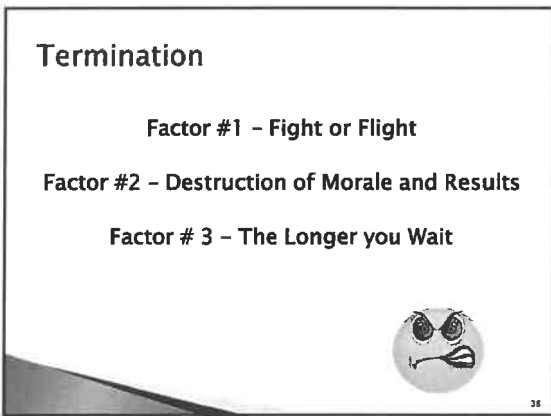 Termination
Factor #1 – Fight or Flight
Factor #2 – Destruction of Morale and Results
Factor # 3 – The Longer you Wait
38